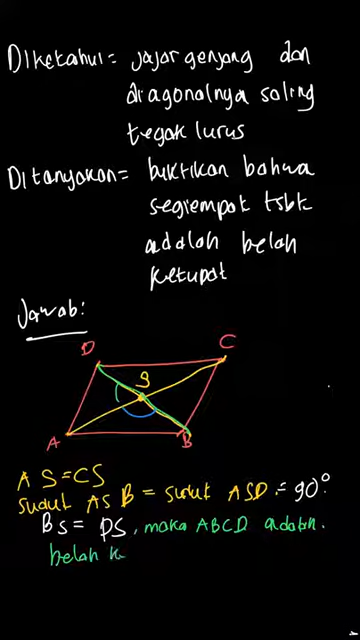 Diketahui = jajar genjang dan
diagonalnya saling
tegak lurus
Ditanyakan = buktikan bahwa
segiempat tsbt
adalah belah
ketupat
Jawab:
D
C
S
A
B
AS = CS
sudut ASB = sudut ASD = 90°
BS = DS, maka ABCD adalah
belah k